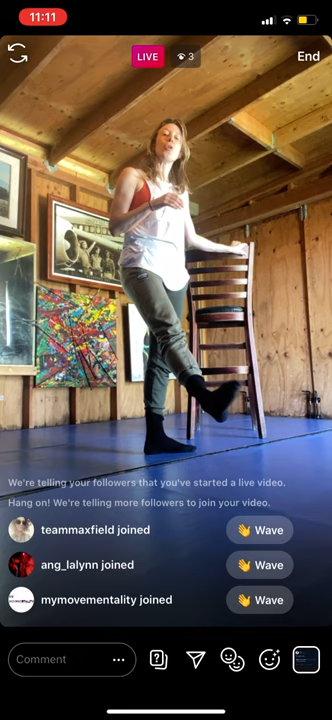 11:11
LIVE
3
End
We're telling your followers that you've started a live video.
Hang on! We're telling more followers to join your video.
teammaxfield joined
👋 Wave
ang_lalynn joined
👋 Wave
mymovementality joined
👋 Wave
Comment